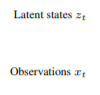 Latent states z_t
Observations x_t